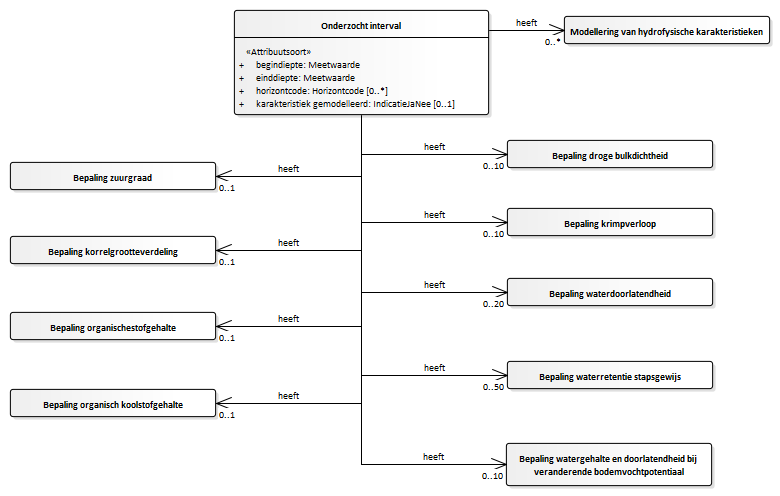 Onderzocht interval
«Attribuutsoort»
+ begindiepte: Meetwaarde
+ einddiepte: Meetwaarde
+ horizontcode: Horizontcode [0..*]
+ karakteristiek gemodelleerd: IndicatieJaNee [0..1]
heeft
0..*
Modellering van hydrofysische karakteristieken
heeft
0..10
Bepaling droge bulkdichtheid
Bepaling zuurgraad
heeft
0..1
heeft
0..10
Bepaling krimpverloop
Bepaling korrelgrootteverdeling
heeft
0..1
heeft
0..20
Bepaling waterdoorlatendheid
Bepaling organischestofgehalte
heeft
0..1
heeft
0..50
Bepaling waterretentie stapsgewijs
Bepaling organisch koolstofgehalte
heeft
0..1
heeft
0..10
Bepaling watergehalte en doorlatendheid bij
veranderende bodemvochtpotentiaal